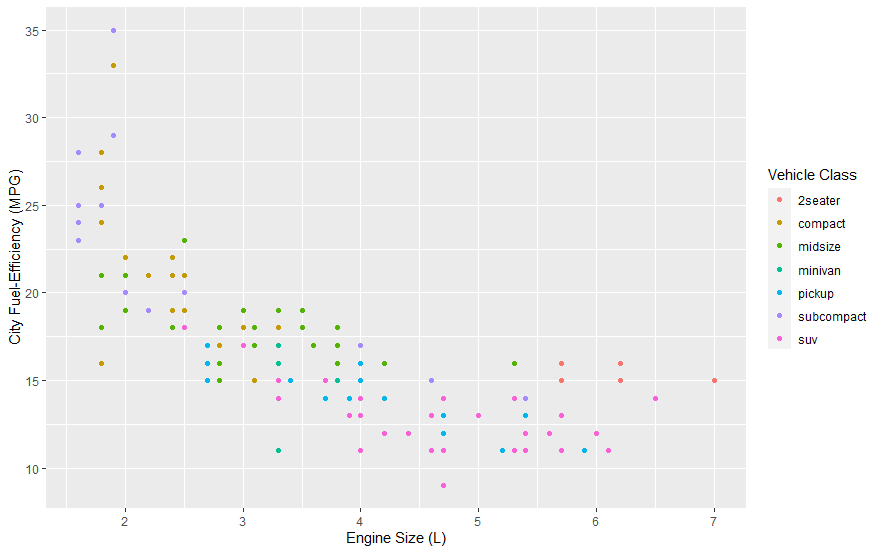 35
30
25
20
15
10
City Fuel-Efficiency (MPG)
2 3 4 5 6 7
Engine Size (L)
Vehicle Class
2seater
compact
midsize
minivan
pickup
subcompact
suv